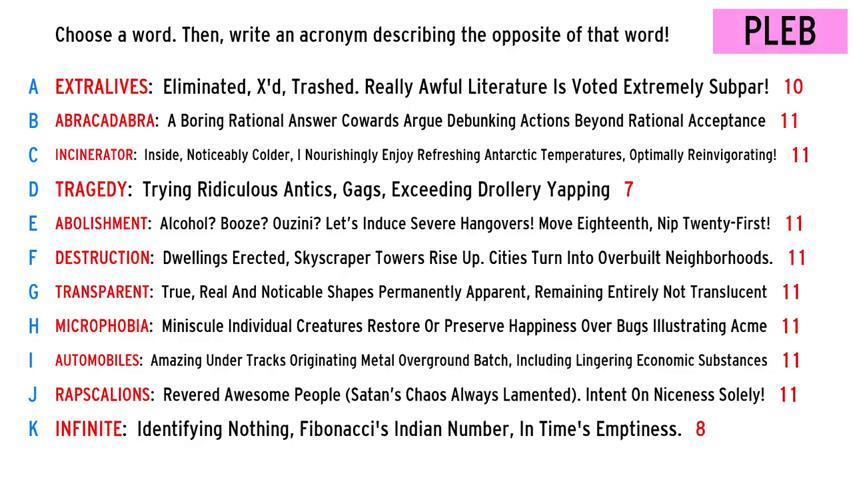 Choose a word. Then, write an acronym describing the opposite of that word!
PLEB
A EXTRALIVES: Eliminated, X'd, Trashed. Really Awful Literature Is Voted Extremely Subpar! 10
B ABRACADABRA: A Boring Rational Answer Cowards Argue Debunking Actions Beyond Rational Acceptance 11
C INCINERATOR: Inside, Noticeably Colder, I Nourishingly Enjoy Refreshing Antarctic Temperatures, Optimally Reinvigorating! 11
D TRAGEDY: Trying Ridiculous Antics, Gags, Exceeding Drollery Yapping 7
E ABOLISHMENT: Alcohol? Booze? Ouzini? Let's Induce Severe Hangovers! Move Eighteenth, Nip Twenty-First! 11
F DESTRUCTION: Dwellings Erected, Skyscraper Towers Rise Up. Cities Turn Into Overbuilt Neighborhoods. 11
G TRANSPARENT: True, Real And Noticable Shapes Permanently Apparent, Remaining Entirely Not Translucent 11
H MICROPHOBIA: Miniscule Individual Creatures Restore Or Preserve Happiness Over Bugs Illustrating Acme 11
I AUTOMOBILES: Amazing Under Tracks Originating Metal Overground Batch, Including Lingering Economic Substances 11
J RAPSCALIONS: Revered Awesome People (Satan's Chaos Always Lamented). Intent On Niceness Solely! 11
K INFINITE: Identifying Nothing, Fibonacci's Indian Number, In Time's Emptiness. 8